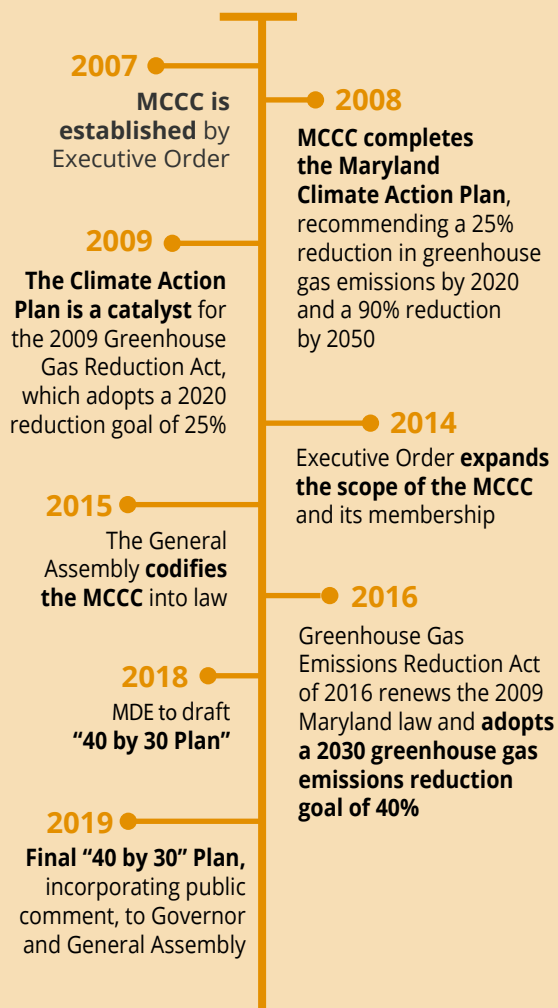 2007
MCCC is
established by
Executive Order
2008
MCCC completes
the Maryland
Climate Action Plan,
recommending a 25%
reduction in greenhouse
gas emissions by 2020
and a 90% reduction
by 2050
2009
The Climate Action
Plan is a catalyst for
the 2009 Greenhouse
Gas Reduction Act,
which adopts a 2020
reduction goal of 25%
2014
Executive Order expands
the scope of the MCCC
and its membership
2015
The General
Assembly codifies
the MCCC into law
2016
Greenhouse Gas
Emissions Reduction Act
of 2016 renews the 2009
Maryland law and adopts
a 2030 greenhouse gas
emissions reduction
goal of 40%
2018
MDE to draft
“40 by 30 Plan”
2019
Final “40 by 30” Plan,
incorporating public
comment, to Governor
and General Assembly